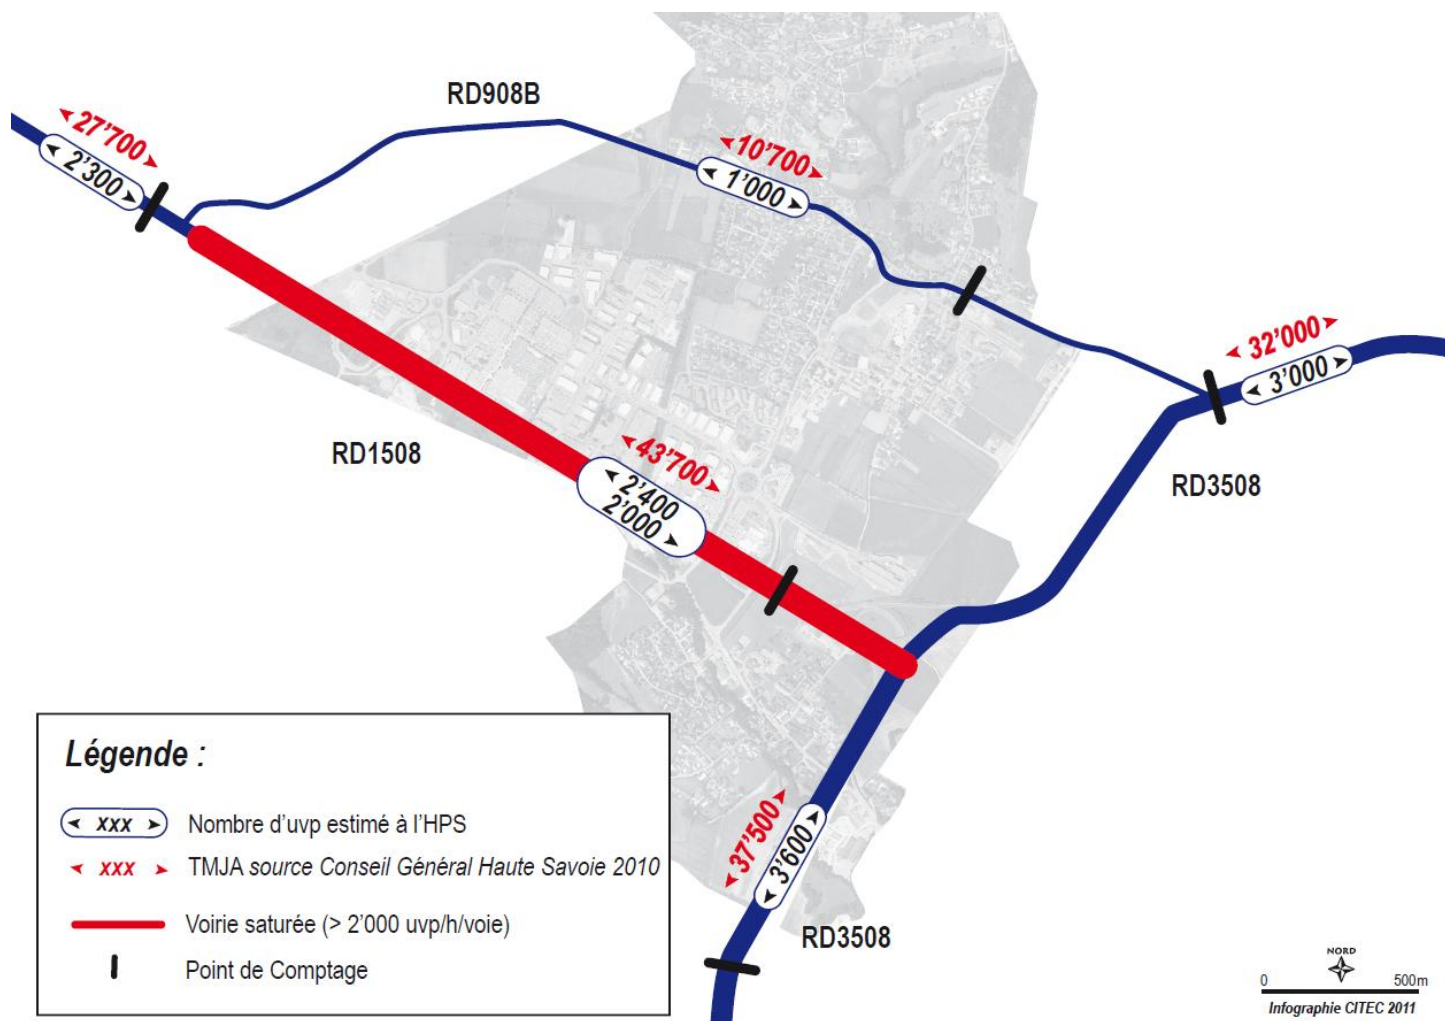 RD908B
27'700
2'300
10'700
1'000
32'000
3'000
RD1508
43'700
2'400
2'000
RD3508
37'500
3'600
RD3508
Légende :
xxx Nombre d'uvp estimé à l'HPS
xxx TMJA source Conseil Général Haute Savoie 2010
Voirie saturée (> 2'000 uvp/h/voie)
Point de Comptage
NORD
0 500m
Infographie CITEC 2011